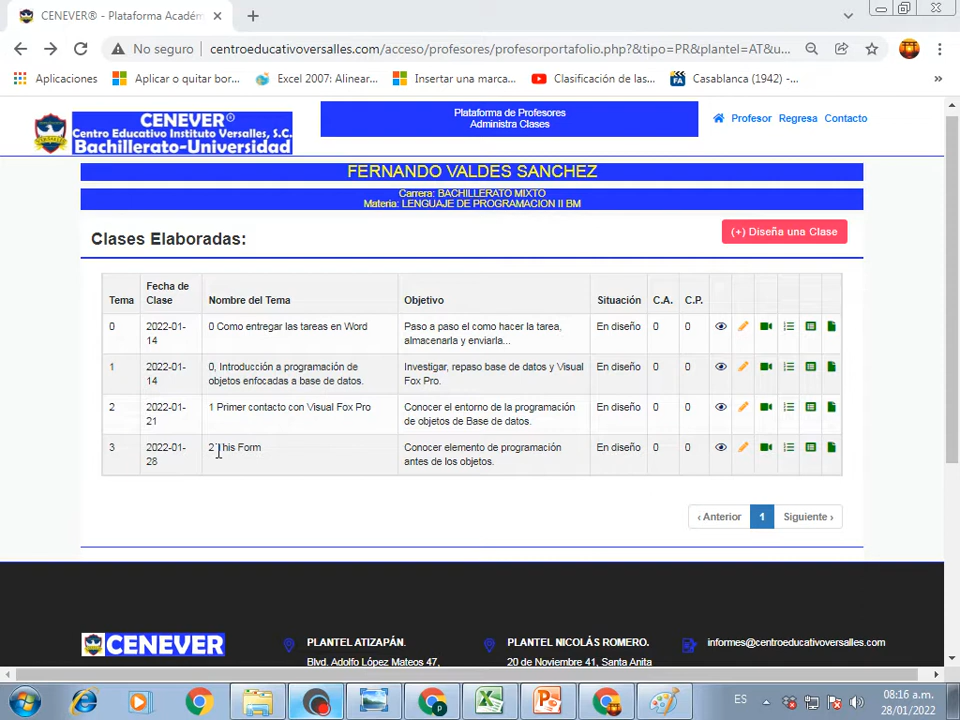 CENEVER® - Plataforma Académ
No seguro
centroeducativoversalles.com/acceso/profesores/profesorportafolio.php?&tipo=PR&plantel=AT&u...
Aplicaciones
Aplicar o quitar bor...
Excel 2007: Alinear...
Insertar una marca...
Clasificación de las...
Casablanca (1942) -...
»
CENEVER®
Centro Educativo Instituto Versalles, S.C.
Bachillerato-Universidad
Plataforma de Profesores
Administra Clases
Profesor Regresa Contacto
FERNANDO VALDES SANCHEZ
Carrera: BACHILLERATO MIXTO
Materia: LENGUAJE DE PROGRAMACION II BM
Clases Elaboradas:
(+) Diseña una Clase
Tema Fecha de Clase Nombre del Tema Objetivo Situación C.A. C.P.
0 2022-01-14 0 Como entregar las tareas en Word Paso a paso el como hacer la tarea, almacenarla y enviarla... En diseño 0 0
1 2022-01-14 0, Introducción a programación de objetos enfocadas a base de datos. Investigar, repaso base de datos y Visual Fox Pro. En diseño 0 0
2 2022-01-21 1 Primer contacto con Visual Fox Pro Conocer el entorno de la programación de objetos de Base de datos. En diseño 0 0
3 2022-01-28 2 This Form Conocer elemento de programación antes de los objetos. En diseño 0 0
‹ Anterior 1 Siguiente ›
CENEVER
PLANTEL ATIZAPÁN.
Blvd. Adolfo López Mateos 47,
PLANTEL NICOLÁS ROMERO.
20 de Noviembre 41, Santa Anita
informes@centroeducativoversalles.com
ES
08:16 a.m.
28/01/2022